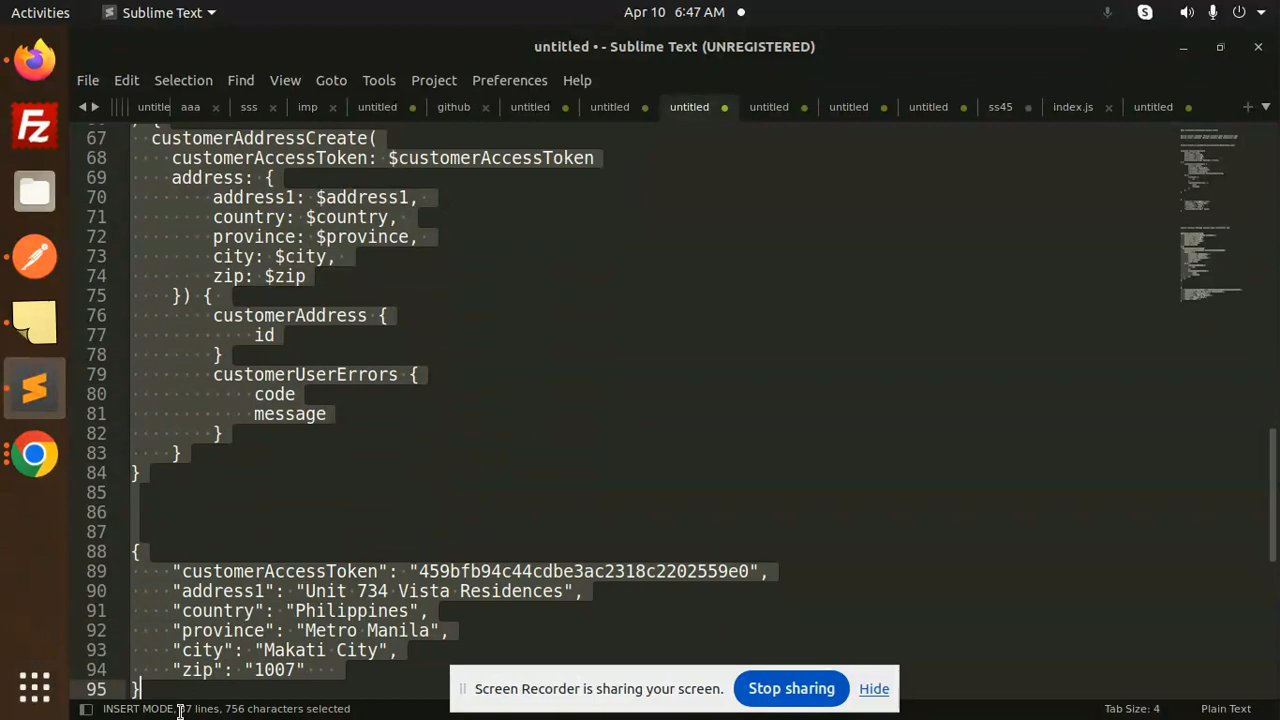 Activities
Sublime Text
Apr 10 6:47 AM
untitled • - Sublime Text (UNREGISTERED)
File Edit Selection Find View Goto Tools Project Preferences Help
untitle aaa sss imp untitled github untitled untitled untitled untitled untitled untitled ss45 index.js untitled
67 customerAddressCreate(
68 customerAccessToken: $customerAccessToken
69 address: {
70 address1: $address1,
71 country: $country,
72 province: $province,
73 city: $city,
74 zip: $zip
75 }) {
76 customerAddress {
77 id
78 }
79 customerUserErrors {
80 code
81 message
82 }
83 }
84 }
85
86
87
88 {
89 "customerAccessToken": "459bfb94c44cdbe3ac2318c2202559e0",
90 "address1": "Unit 734 Vista Residences",
91 "country": "Philippines",
92 "province": "Metro Manila",
93 "city": "Makati City",
94 "zip": "1007"
95 }
Screen Recorder is sharing your screen. Stop sharing Hide
INSERT MODE, 7 lines, 756 characters selected
Tab Size: 4 Plain Text